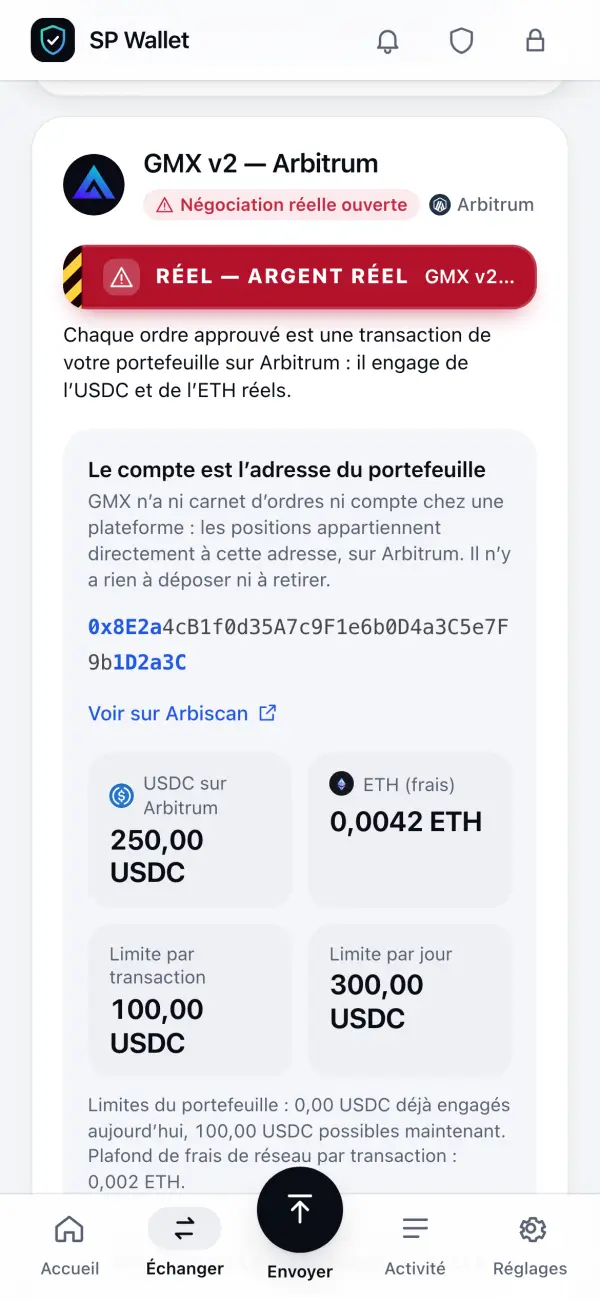 SP Wallet
GMX v2 — Arbitrum
Négociation réelle ouverte
Arbitrum
RÉEL — ARGENT RÉEL GMX v2...
Chaque ordre approuvé est une transaction de
votre portefeuille sur Arbitrum : il engage de
l’USDC et de l’ETH réels.
Le compte est l’adresse du portefeuille
GMX n’a ni carnet d’ordres ni compte chez une
plateforme : les positions appartiennent
directement à cette adresse, sur Arbitrum. Il n’y
a rien à déposer ni à retirer.
0x8E2a4cB1f0d35A7c9F1e6b0D4a3C5e7F
9b1D2a3C
Voir sur Arbiscan
USDC sur
Arbitrum
250,00
USDC
ETH (frais)
0,0042 ETH
Limite par
transaction
100,00
USDC
Limite par jour
300,00
USDC
Limites du portefeuille : 0,00 USDC déjà engagés
aujourd’hui, 100,00 USDC possibles maintenant.
Plafond de frais de réseau par transaction :
0,002 ETH.
Accueil
Échanger
Envoyer
Activité
Réglages